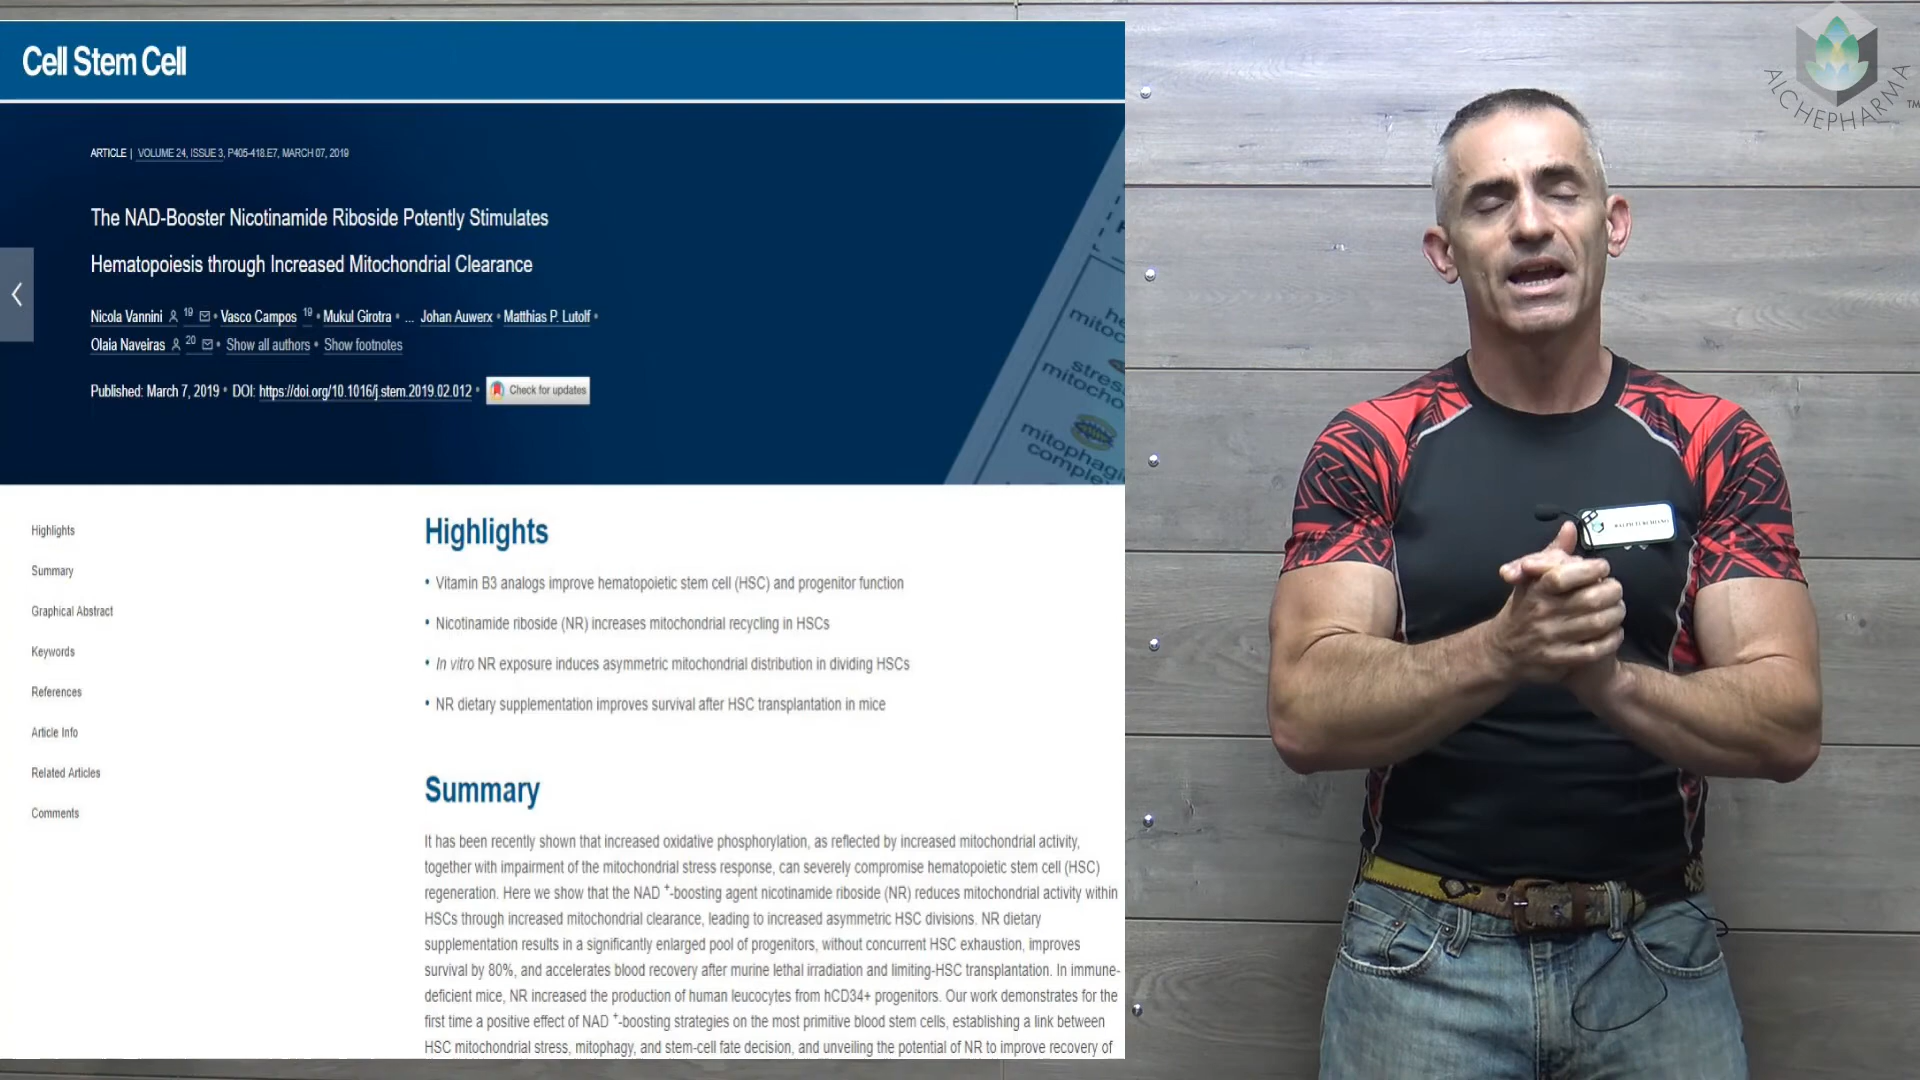 Cell Stem Cell
ARTICLE | VOLUME 24, ISSUE 3, P405-418.E7, MARCH 07, 2019
The NAD-Booster Nicotinamide Riboside Potently Stimulates
Hematopoiesis through Increased Mitochondrial Clearance
Nicola Vannini 19 • Vasco Campos 19 • Mukul Girotra • ... Johan Auwerx • Matthias P. Lutolf •
Olaia Naveiras 20 • Show all authors • Show footnotes
Published: March 7, 2019 • DOI: https://doi.org/10.1016/j.stem.2019.02.012 •
Check for updates
mitoch
stres
mitocho
mitophagi
comple
Highlights
Summary
Graphical Abstract
Keywords
References
Article Info
Related Articles
Comments
Highlights
• Vitamin B3 analogs improve hematopoietic stem cell (HSC) and progenitor function
• Nicotinamide riboside (NR) increases mitochondrial recycling in HSCs
• In vitro NR exposure induces asymmetric mitochondrial distribution in dividing HSCs
• NR dietary supplementation improves survival after HSC transplantation in mice
Summary
It has been recently shown that increased oxidative phosphorylation, as reflected by increased mitochondrial activity,
together with impairment of the mitochondrial stress response, can severely compromise hematopoietic stem cell (HSC)
regeneration. Here we show that the NAD +-boosting agent nicotinamide riboside (NR) reduces mitochondrial activity within
HSCs through increased mitochondrial clearance, leading to increased asymmetric HSC divisions. NR dietary
supplementation results in a significantly enlarged pool of progenitors, without concurrent HSC exhaustion, improves
survival by 80%, and accelerates blood recovery after murine lethal irradiation and limiting-HSC transplantation. In immune-
deficient mice, NR increased the production of human leucocytes from hCD34+ progenitors. Our work demonstrates for the
first time a positive effect of NAD +-boosting strategies on the most primitive blood stem cells, establishing a link between
HSC mitochondrial stress, mitophagy, and stem-cell fate decision, and unveiling the potential of NR to improve recovery of
ALCHEPHARMA TM